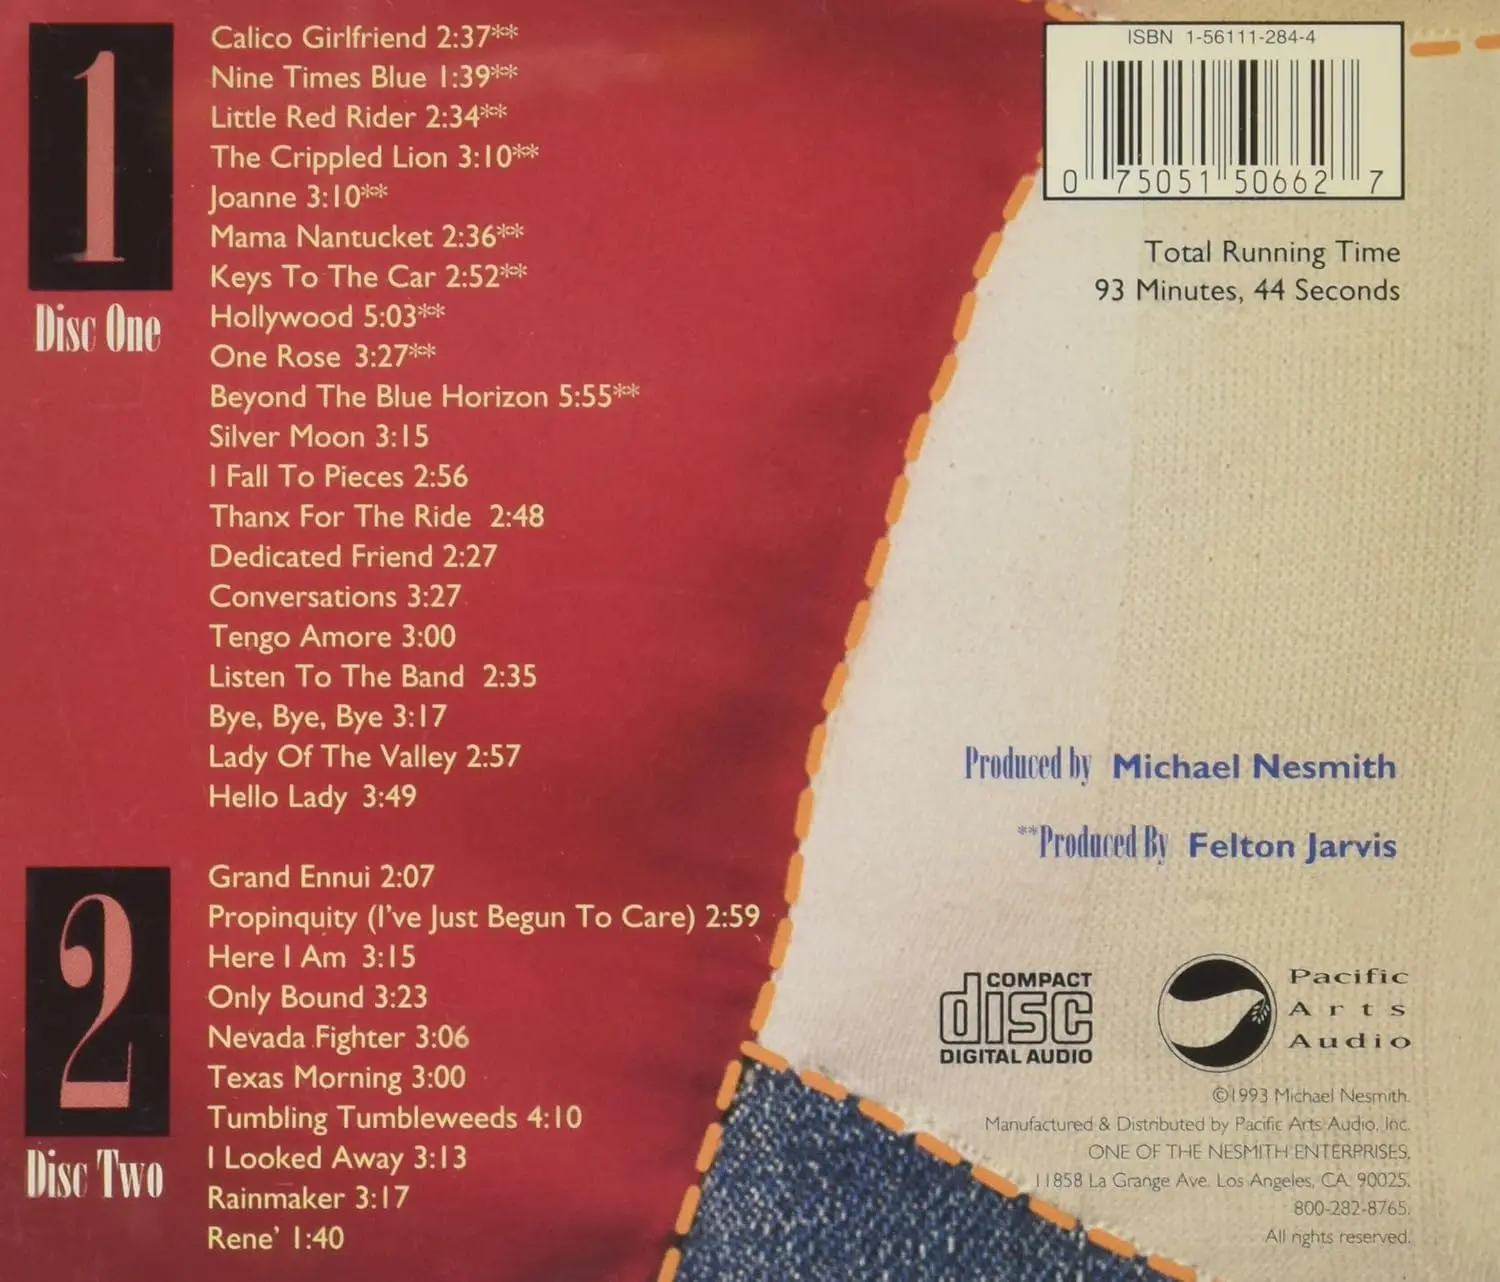 1
Disc One
Calico Girlfriend 2:37**
Nine Times Blue 1:39**
Little Red Rider 2:34**
The Crippled Lion 3:10**
Joanne 3:10**
Mama Nantucket 2:36**
Keys To The Car 2:52**
Hollywood 5:03**
One Rose 3:27**
Beyond The Blue Horizon 5:55**
Silver Moon 3:15
I Fall To Pieces 2:56
Thanx For The Ride 2:48
Dedicated Friend 2:27
Conversations 3:27
Tengo Amore 3:00
Listen To The Band 2:35
Bye, Bye, Bye 3:17
Lady Of The Valley 2:57
Hello Lady 3:49
2
Disc Two
Grand Ennui 2:07
Propinquity (I've Just Begun To Care) 2:59
Here I Am 3:15
Only Bound 3:23
Nevada Fighter 3:06
Texas Morning 3:00
Tumbling Tumbleweeds 4:10
I Looked Away 3:13
Rainmaker 3:17
Rene' 1:40
ISBN 1-56111-284-4
0 75051 50662 7
Total Running Time
93 Minutes, 44 Seconds
Produced by Michael Nesmith
**Produced By Felton Jarvis
COMPACT
disc
DIGITAL AUDIO
Pacific
Arts
Audio
©1993 Michael Nesmith.
Manufactured & Distributed by Pacific Arts Audio, Inc.
ONE OF THE NESMITH ENTERPRISES,
11858 La Grange Ave. Los Angeles, CA. 90025.
800-282-8765.
All rights reserved.